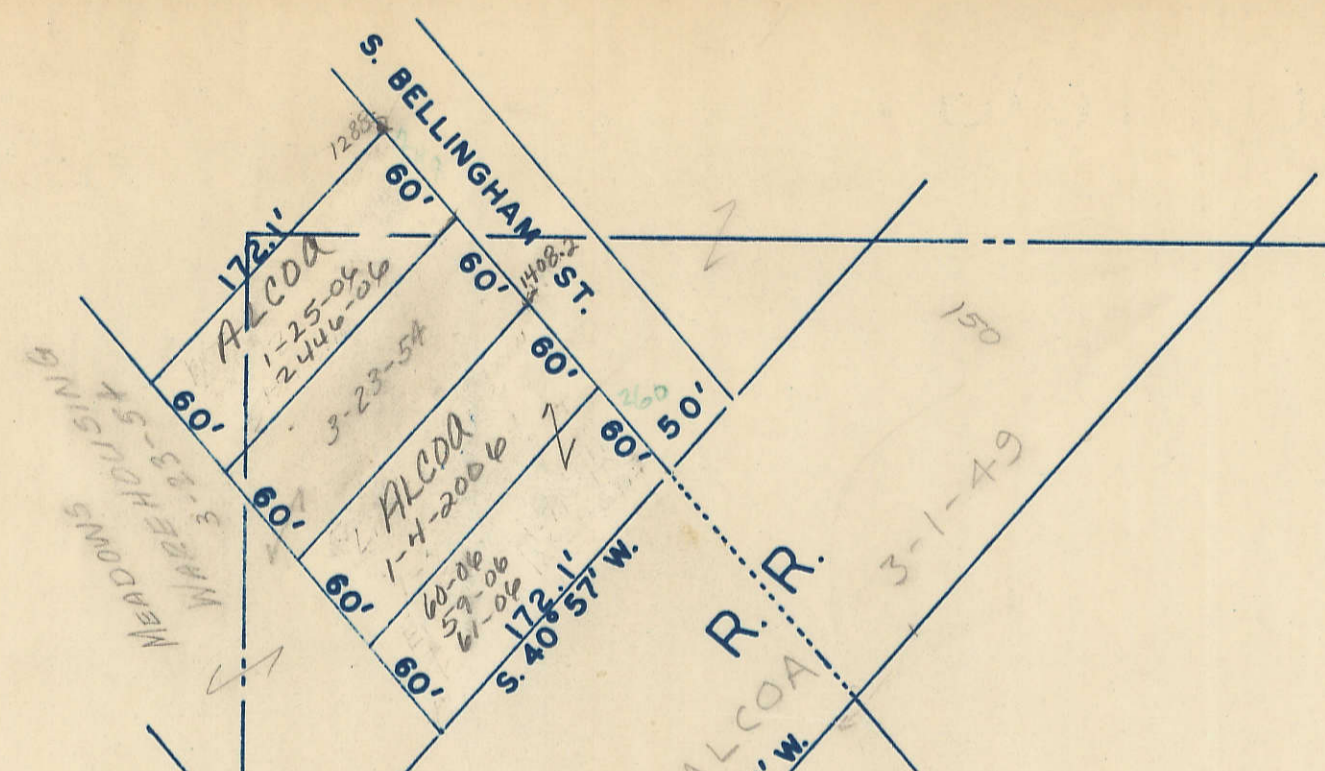 S. BELLINGHAM ST.
1285
60'
172.1'
ALCOA
1-25-06
2446-06
60'
1408.2
3-23-54
60'
60'
260
50'
60'
150
60'
ALCOA
1-4-2006
60-06
59-06
61-06
60'
60'
172.1'
S. 40° 57' W.
MEADOWS
WAREHOUSING
3-23-54
R. R.
3-1-49
ALCOA
' W.